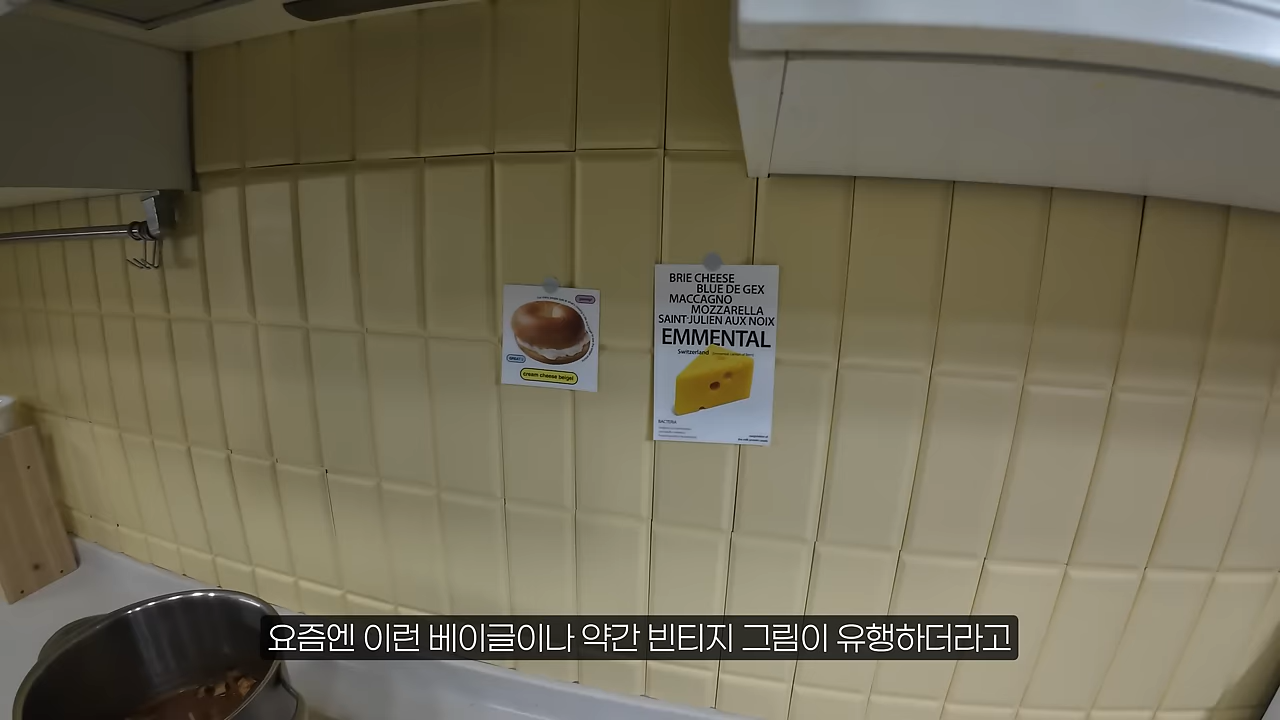 BRIE CHEESE
BLUE DE GEX
MACCAGNO
MOZZARELLA
SAINT-JULIEN AUX NOIX
EMMENTAL
Switzerland
BACTERIA
cream cheese beigel
요즘엔 이런 베이글이나 약간 빈티지 그림이 유행하더라고